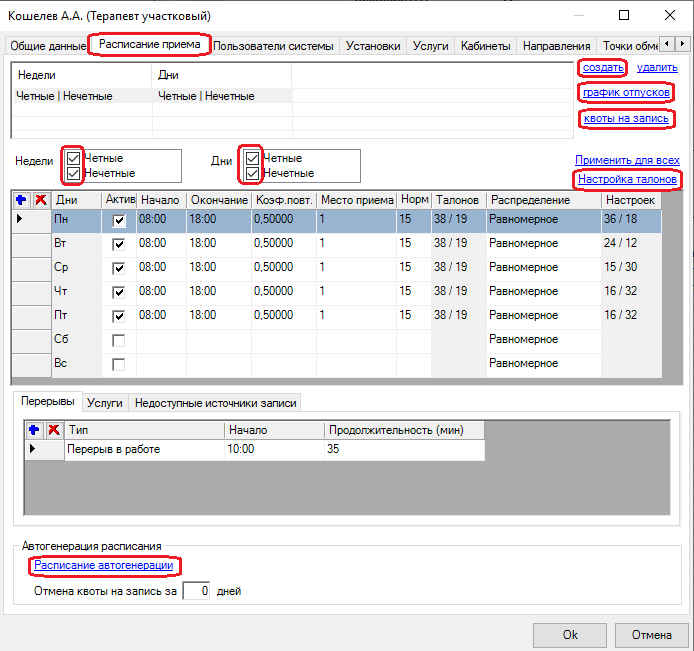 Кошелев А.А. (Терапевт участковый)
Общие данные Расписание приема Пользователи системы Установки Услуги Кабинеты Направления Точки обме
Недели Дни
Четные | Нечетные Четные | Нечетные
создать удалить
график отпусков
квоты на запись
Недели Четные Нечетные Дни Четные Нечетные
Применить для всех
Настройка талонов
Дни Актив Начало Окончание Коэф.повт. Место приема Норм Талонов Распределение Настроек
Пн 08:00 18:00 0,50000 1 15 38 / 19 Равномерное 36 / 18
Вт 08:00 18:00 0,50000 1 15 38 / 19 Равномерное 24 / 12
Ср 08:00 18:00 0,50000 1 15 38 / 19 Равномерное 15 / 30
Чт 08:00 18:00 0,50000 1 15 38 / 19 Равномерное 16 / 32
Пт 08:00 18:00 0,50000 1 15 38 / 19 Равномерное 16 / 32
Сб Равномерное
Вс Равномерное
Перерывы Услуги Недоступные источники записи
Тип Начало Продолжительность (мин)
Перерыв в работе 10:00 35
Автогенерация расписания
Расписание автогенерации
Отмена квоты на запись за 0 дней
Ok Отмена